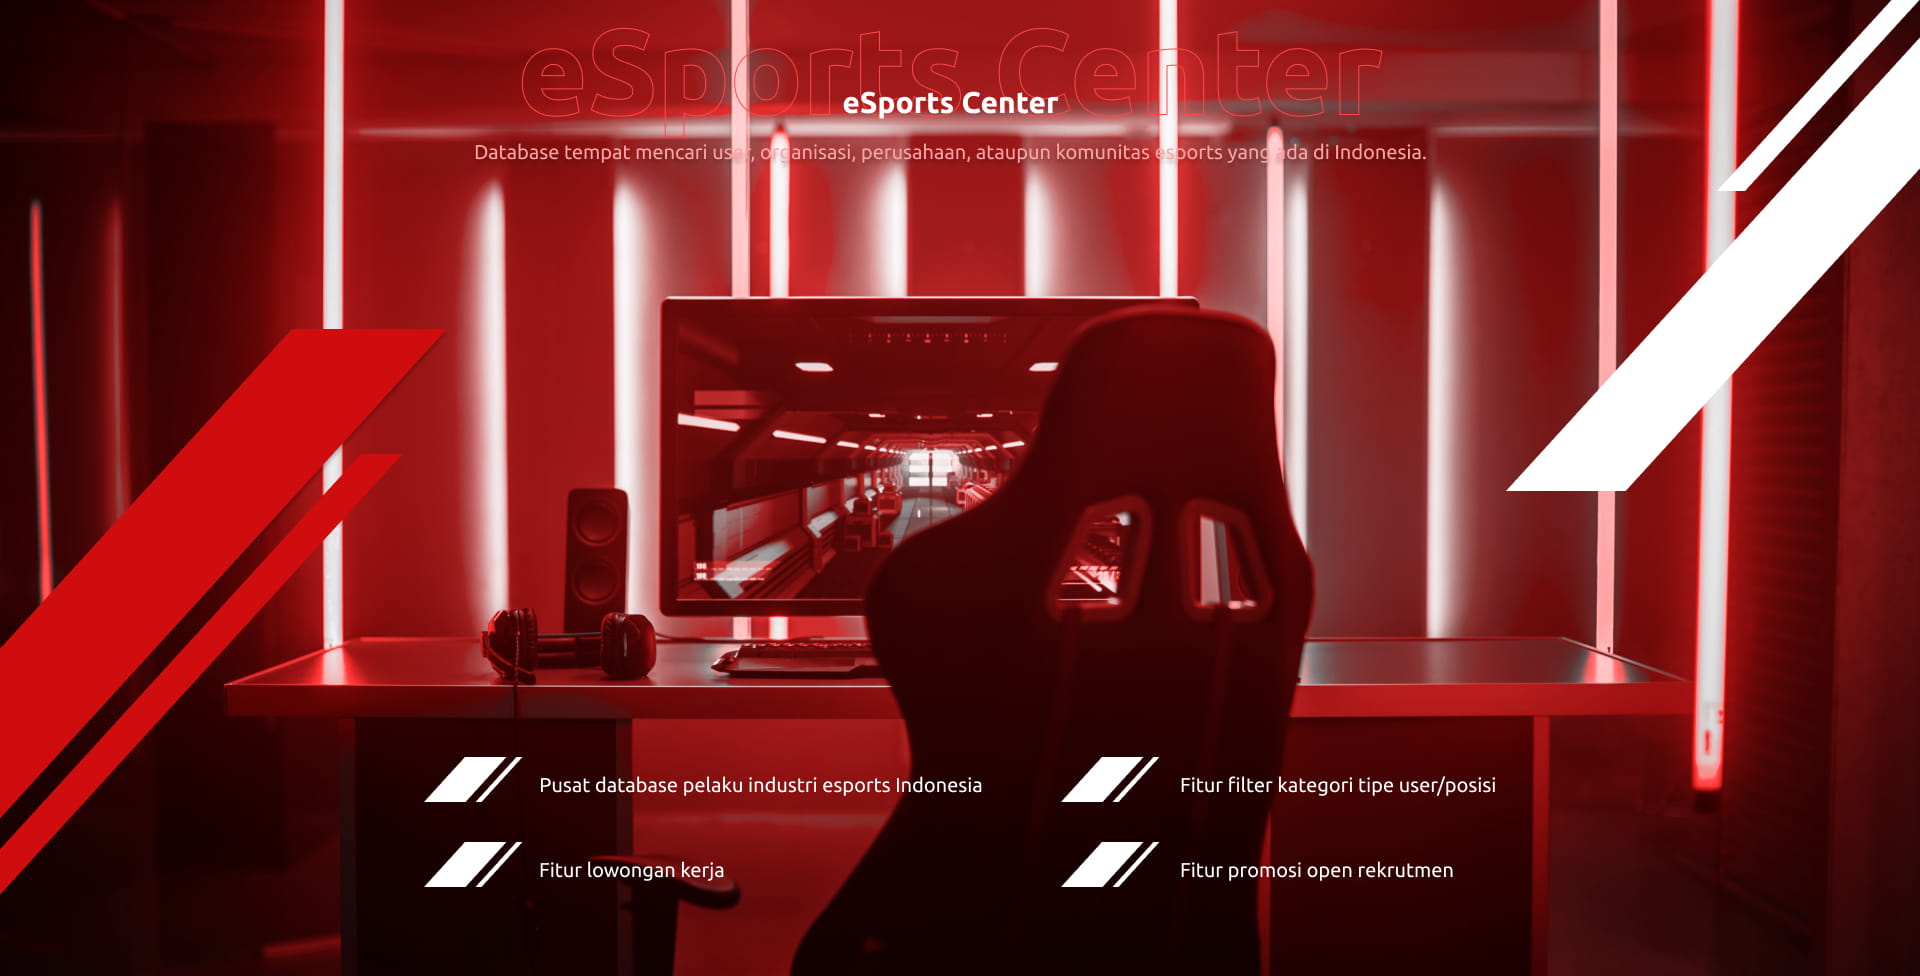 eSports Center
eSports Center
Database tempat mencari user, organisasi, perusahaan, ataupun komunitas esports yang ada di Indonesia.
Pusat database pelaku industri esports Indonesia
Fitur filter kategori tipe user/posisi
Fitur lowongan kerja
Fitur promosi open rekrutmen